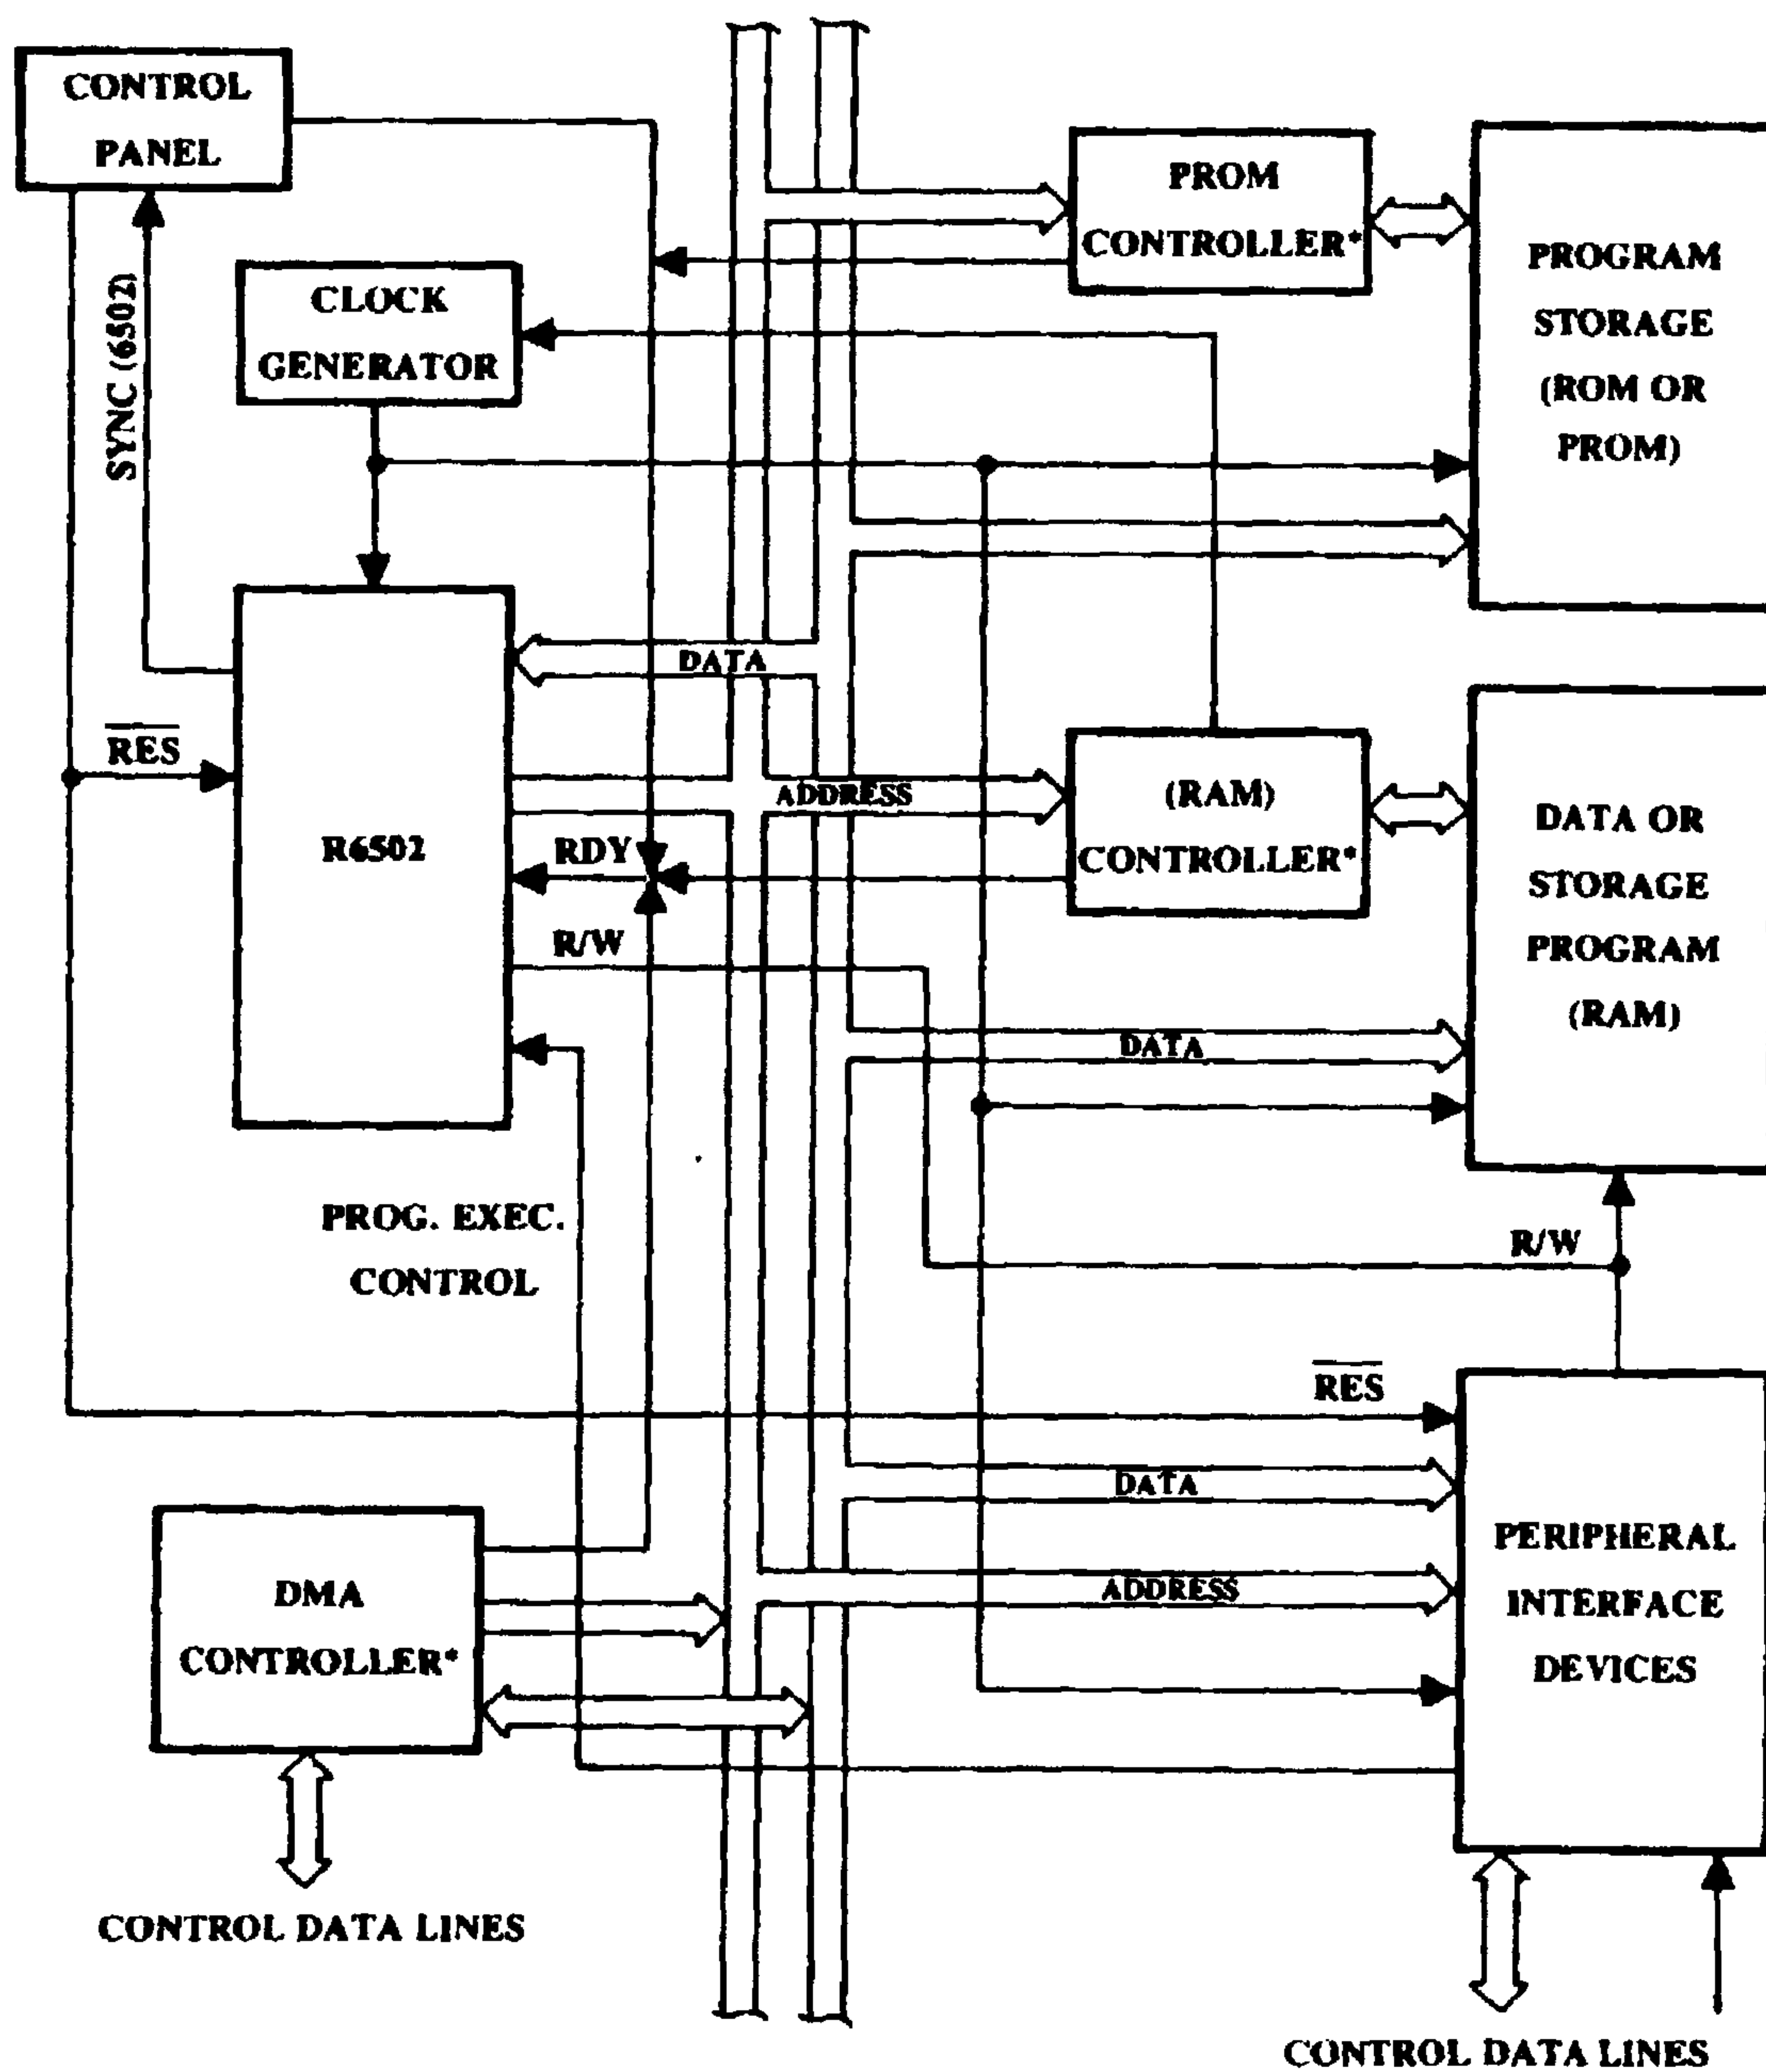 CONTROL
PANEL
PROM
CONTROLLER*
PROGRAM
STORAGE
(ROM OR
PROM)
CLOCK
GENERATOR
SYNC (6502)
DATA
RES
R6502
ADDRESS
(RAM)
CONTROLLER*
DATA OR
STORAGE
PROGRAM
(RAM)
RDY
R/W
DATA
PROG. EXEC.
CONTROL
R/W
RES
DATA
ADDRESS
PERIPHERAL
INTERFACE
DEVICES
DMA
CONTROLLER*
CONTROL DATA LINES
CONTROL DATA LINES